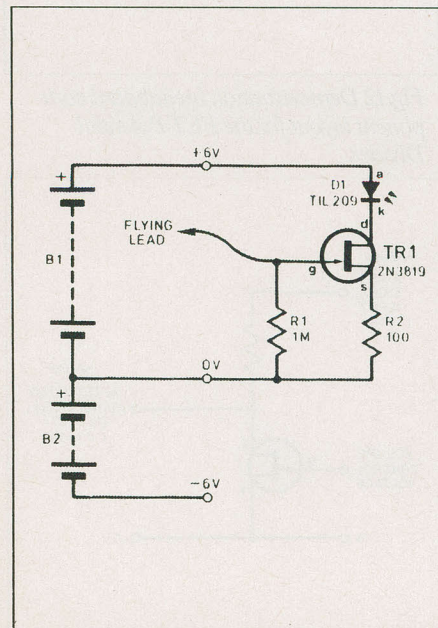 +6V
a
D1
TIL 209
k
d
FLYING
LEAD
TR1
g
2N3819
s
+
B1
R1
1M
R2
100
0V
+
B2
-6V